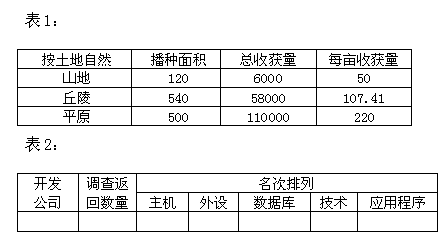 表1：
按土地自然 播种面积 总收获量 每亩收获量
山地 120 6000 50
丘陵 540 58000 107.41
平原 500 110000 220
表2：
开发公司 调查返回数量 名次排列
主机 外设 数据库 技术 应用程序